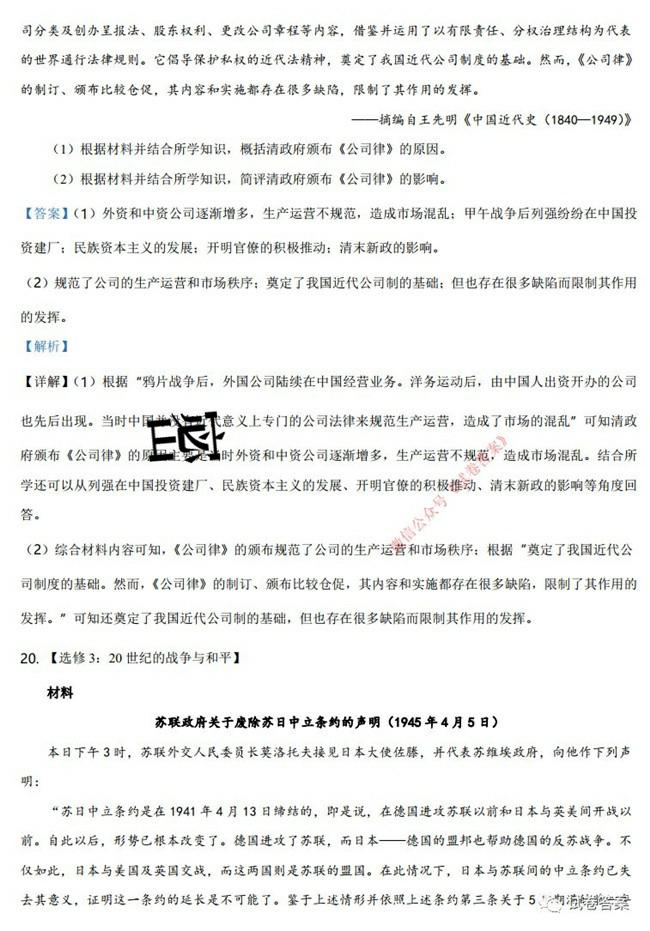 司分类及创办呈报法、股东权利、更改公司章程等内容，借鉴并运用了以有限责任、分权治理结构为代表
的世界通行法律规则。它倡导保护私权的近代法精神，奠定了我国近代公司制度的基础。然而，《公司律》
的制订、颁布比较仓促，其内容和实施都存在很多缺陷，限制了其作用的发挥。
——摘编自王先明《中国近代史（1840—1949）》
（1）根据材料并结合所学知识，概括清政府颁布《公司律》的原因。
（2）根据材料并结合所学知识，简评清政府颁布《公司律》的影响。
【答案】（1）外资和中资公司逐渐增多，生产运营不规范，造成市场混乱；甲午战争后列强纷纷在中国投
资建厂；民族资本主义的发展；开明官僚的积极推动；清末新政的影响。
（2）规范了公司的生产运营和市场秩序；奠定了我国近代公司制的基础；但也存在很多缺陷而限制其作用
的发挥。
【解析】
【详解】（1）根据“鸦片战争后，外国公司陆续在中国经营业务。洋务运动后，由中国人出资开办的公司
也先后出现。当时中国并没有近代意义上专门的公司法律来规范生产运营，造成了市场的混乱”可知清政
府颁布《公司律》的原因主要是当时外资和中资公司逐渐增多，生产运营不规范，造成市场混乱。结合所
学还可以从列强在中国投资建厂、民族资本主义的发展、开明官僚的积极推动、清末新政的影响等角度回
答。
（2）综合材料内容可知，《公司律》的颁布规范了公司的生产运营和市场秩序；根据“奠定了我国近代公
司制度的基础。然而，《公司律》的制订、颁布比较仓促，其内容和实施都存在很多缺陷，限制了其作用的
发挥。”可知还奠定了我国近代公司制的基础，但也存在很多缺陷而限制其作用的发挥。
20. 【选修 3：20 世纪的战争与和平】
材料
苏联政府关于废除苏日中立条约的声明（1945 年 4 月 5 日）
本日下午 3 时，苏联外交人民委员长莫洛托夫接见日本大使佐藤，并代表苏维埃政府，向他作下列声
明：
“苏日中立条约是在 1941 年 4 月 13 日缔结的，即是说，在德国进攻苏联以前和日本与英美间开战以
前。自此以后，形势已根本改变了。德国进攻了苏联，而日本——德国的盟邦也帮助德国的反苏战争。不
仅如此，日本与美国及英国交战，而这两国则是苏联的盟国。在此情况下，日本与苏联间的中立条约已失
去其意义，证明这一条约的延长是不可能了。鉴于上述情形并依照上述条约第三条关于 5
微信公众号《试卷答案》
试卷答案